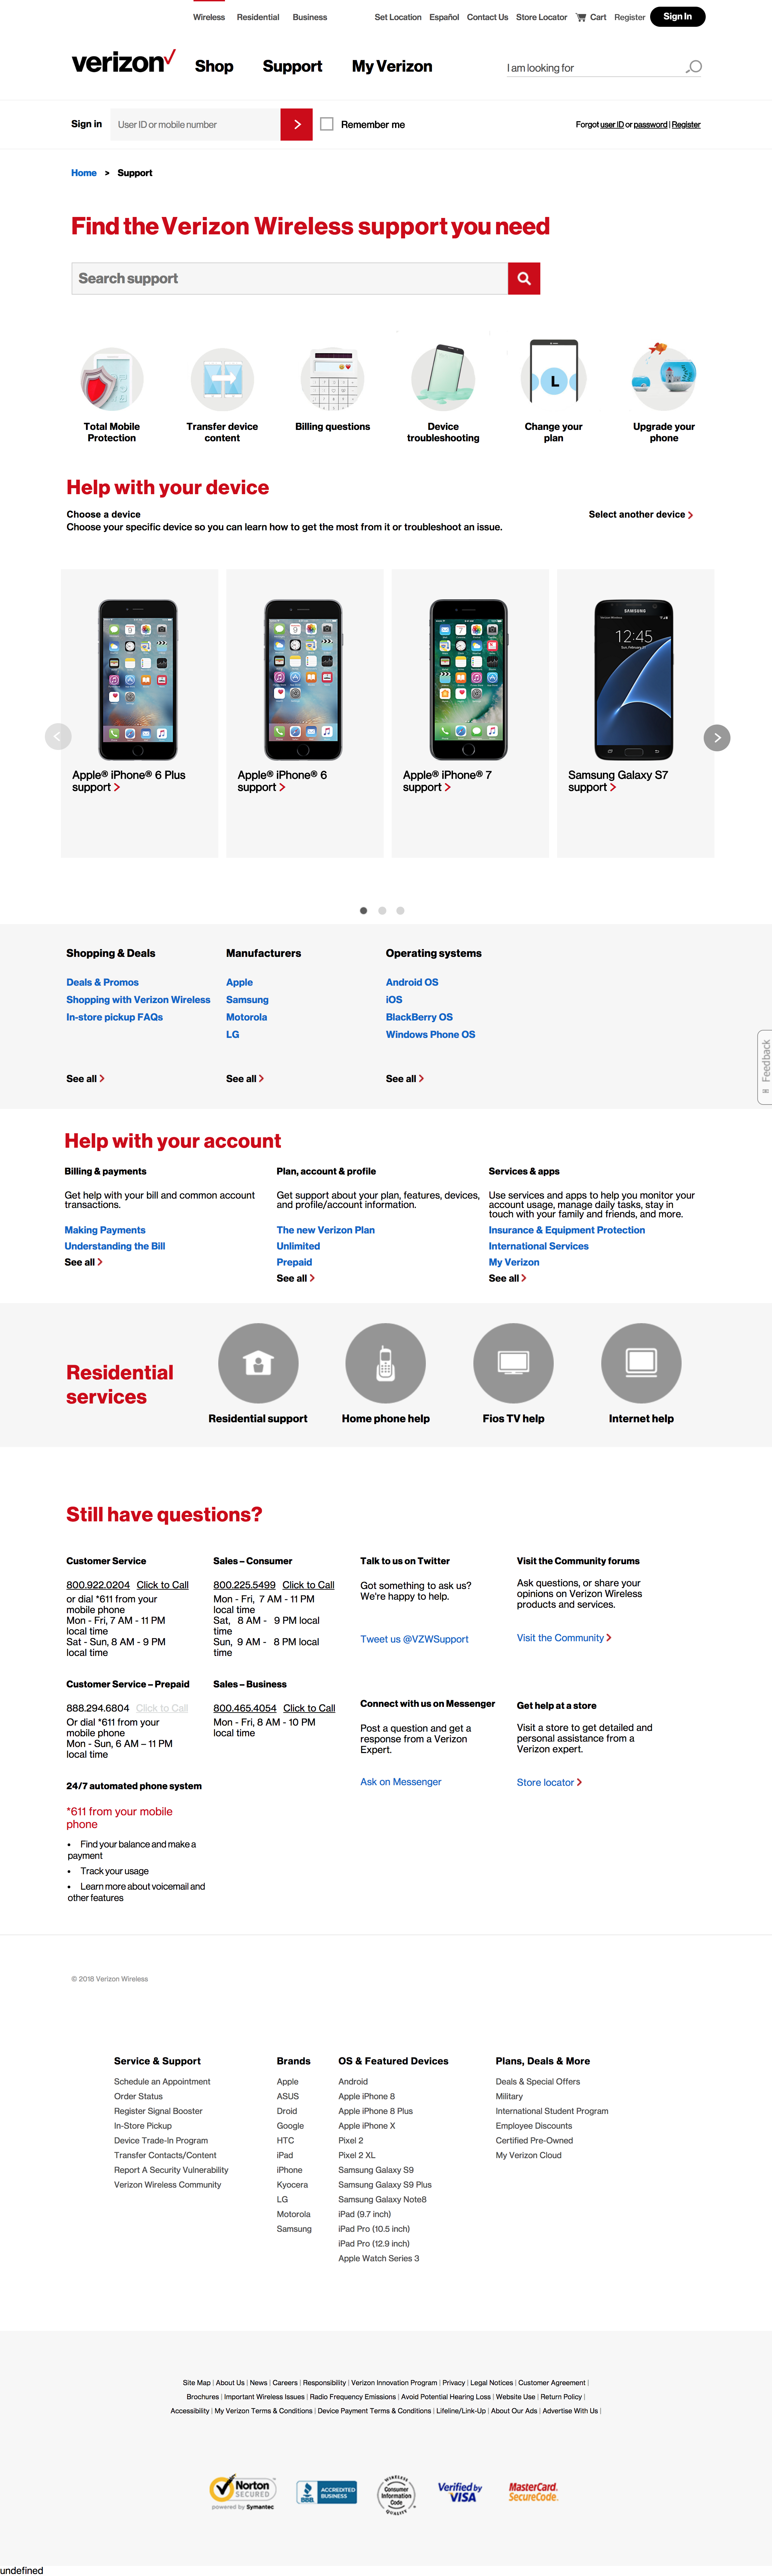 Wireless Residential Business Set Location Español Contact Us Store Locator Cart Register Sign In
verizon Shop Support My Verizon I am looking for
Sign in User ID or mobile number Remember me Forgot user ID or password | Register
Home > Support
Find the Verizon Wireless support you need
Search support
L
Total Mobile
Protection
Transfer device
content
Billing questions
Device
troubleshooting
Change your
plan
Upgrade your
phone
Help with your device
Choose a device
Select another device
Choose your specific device so you can learn how to get the most from it or troubleshoot an issue.
SAMSUNG
12:45
Apple® iPhone® 6 Plus
support
Apple® iPhone® 6
support
Apple® iPhone® 7
support
Samsung Galaxy S7
support
Shopping & Deals
Deals & Promos
Shopping with Verizon Wireless
In-store pickup FAQs
See all
Manufacturers
Apple
Samsung
Motorola
LG
See all
Operating systems
Android OS
iOS
BlackBerry OS
Windows Phone OS
See all
Feedback
Help with your account
Billing & payments
Get help with your bill and common account
transactions.
Making Payments
Understanding the Bill
See all
Plan, account & profile
Get support about your plan, features, devices,
and profile/account information.
The new Verizon Plan
Unlimited
Prepaid
See all
Services & apps
Use services and apps to help you monitor your
account usage, manage daily tasks, stay in
touch with your family and friends, and more.
Insurance & Equipment Protection
International Services
My Verizon
See all
Residential
services
Residential support
Home phone help
Fios TV help
Internet help
Still have questions?
Customer Service
800.922.0204 Click to Call
or dial *611 from your
mobile phone
Mon - Fri, 7 AM - 11 PM
local time
Sat - Sun, 8 AM - 9 PM
local time
Sales – Consumer
800.225.5499 Click to Call
Mon - Fri, 7 AM - 11 PM
local time
Sat, 8 AM - 9 PM local
time
Sun, 9 AM - 8 PM local
time
Talk to us on Twitter
Got something to ask us?
We're happy to help.
Tweet us @VZWSupport
Visit the Community forums
Ask questions, or share your
opinions on Verizon Wireless
products and services.
Visit the Community
Customer Service – Prepaid
888.294.6804 Click to Call
Or dial *611 from your
mobile phone
Mon - Sun, 6 AM – 11 PM
local time
Sales – Business
800.465.4054 Click to Call
Mon - Fri, 8 AM - 10 PM
local time
Connect with us on Messenger
Post a question and get a
response from a Verizon
Expert.
Ask on Messenger
Get help at a store
Visit a store to get detailed and
personal assistance from a
Verizon expert.
Store locator
24/7 automated phone system
*611 from your mobile
phone
• Find your balance and make a
payment
• Track your usage
• Learn more about voicemail and
other features
© 2018 Verizon Wireless
Service & Support
Schedule an Appointment
Order Status
Register Signal Booster
In-Store Pickup
Device Trade-In Program
Transfer Contacts/Content
Report A Security Vulnerability
Verizon Wireless Community
Brands
Apple
ASUS
Droid
Google
HTC
iPad
iPhone
Kyocera
LG
Motorola
Samsung
OS & Featured Devices
Android
Apple iPhone 8
Apple iPhone 8 Plus
Apple iPhone X
Pixel 2
Pixel 2 XL
Samsung Galaxy S9
Samsung Galaxy S9 Plus
Samsung Galaxy Note8
iPad (9.7 inch)
iPad Pro (10.5 inch)
iPad Pro (12.9 inch)
Apple Watch Series 3
Plans, Deals & More
Deals & Special Offers
Military
International Student Program
Employee Discounts
Certified Pre-Owned
My Verizon Cloud
Site Map | About Us | News | Careers | Responsibility | Verizon Innovation Program | Privacy | Legal Notices | Customer Agreement |
Brochures | Important Wireless Issues | Radio Frequency Emissions | Avoid Potential Hearing Loss | Website Use | Return Policy |
Accessibility | My Verizon Terms & Conditions | Device Payment Terms & Conditions | Lifeline/Link-Up | About Our Ads | Advertise With Us |
Norton
SECURED
powered by Symantec
BBB
ACCREDITED
BUSINESS
WIRELESS
Consumer
Information
Code
QUALITY
Verified by
VISA
MasterCard.
SecureCode.
undefined